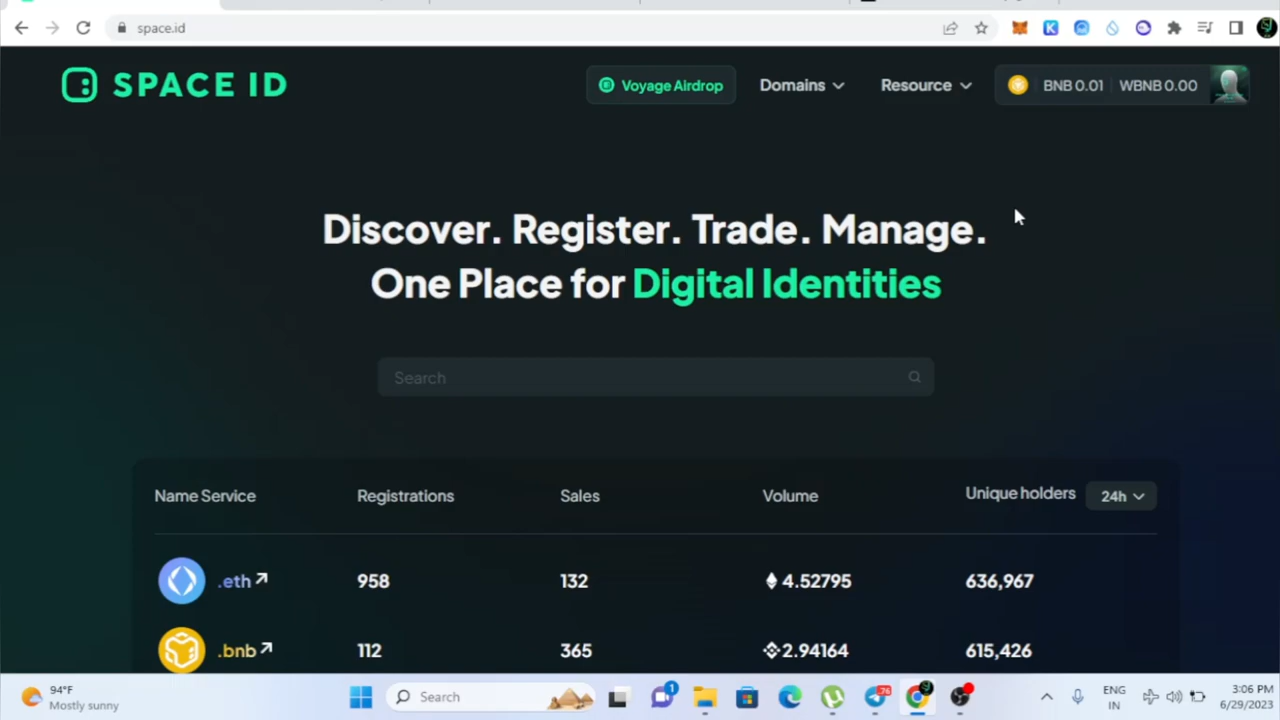 space.id
SPACE ID
Voyage Airdrop
Domains
Resource
BNB 0.01
WBNB 0.00
Discover. Register. Trade. Manage.
One Place for Digital Identities
Search
Name Service
Registrations
Sales
Volume
Unique holders
24h
.eth
958
132
4.52795
636,967
.bnb
112
365
2.94164
615,426
94°F
Mostly sunny
Search
1
76
ENG
IN
3:06 PM
6/29/2023